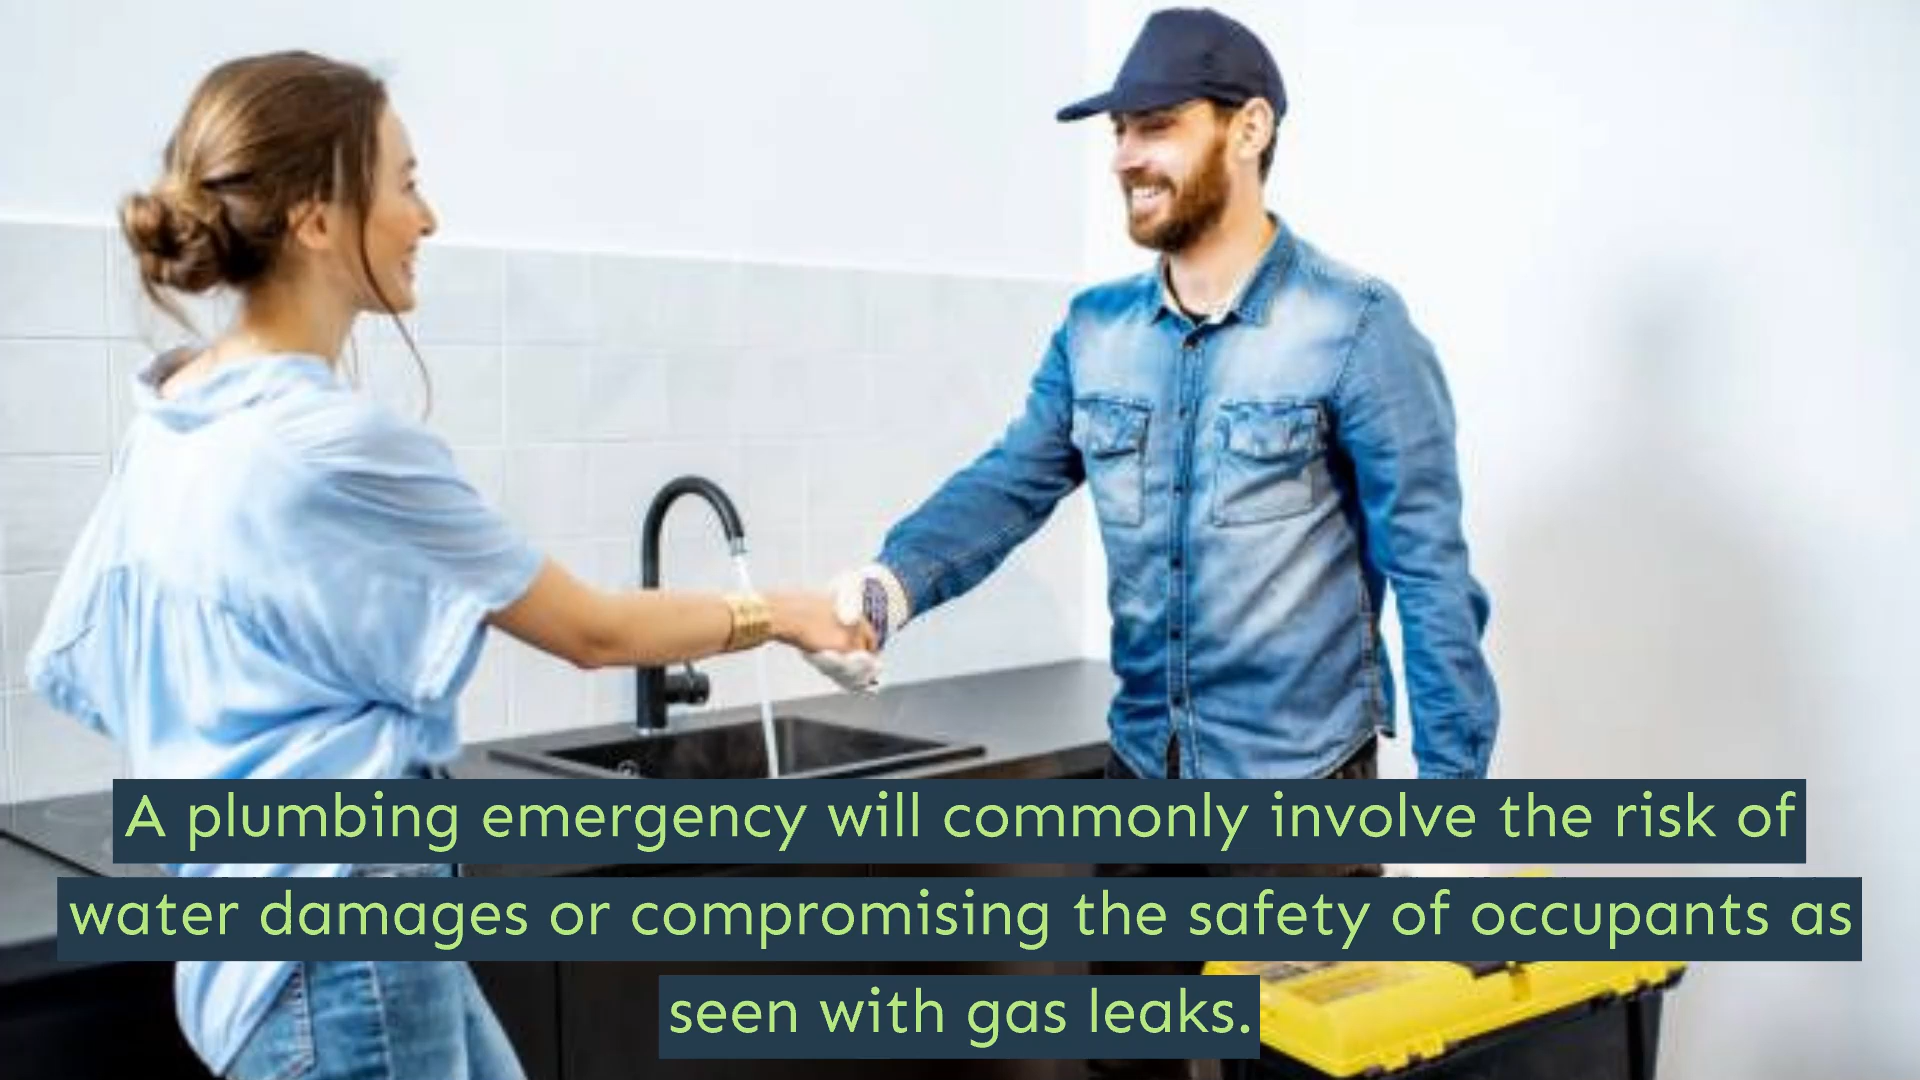 A plumbing emergency will commonly involve the risk of
water damages or compromising the safety of occupants as
seen with gas leaks.